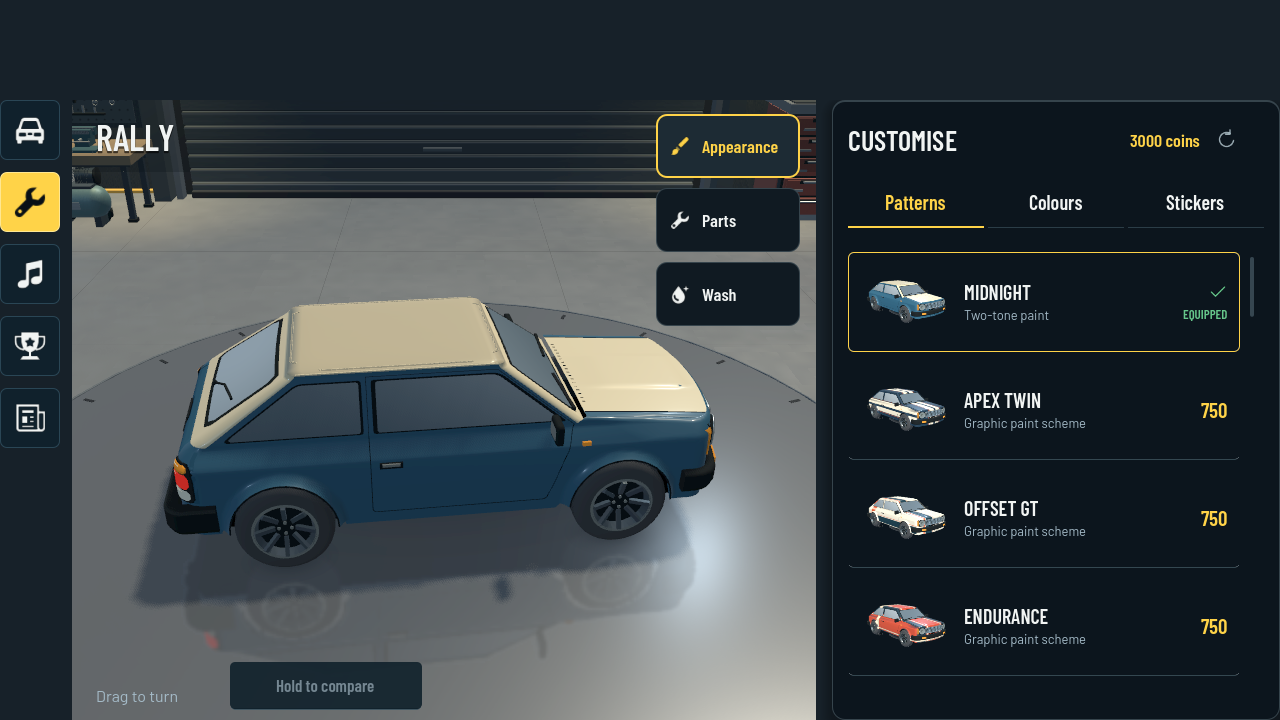 RALLY
Appearance
Parts
Wash
Drag to turn
Hold to compare
CUSTOMISE
3000 coins
Patterns
Colours
Stickers
MIDNIGHT
Two-tone paint
EQUIPPED
APEX TWIN
Graphic paint scheme
750
OFFSET GT
Graphic paint scheme
750
ENDURANCE
Graphic paint scheme
750